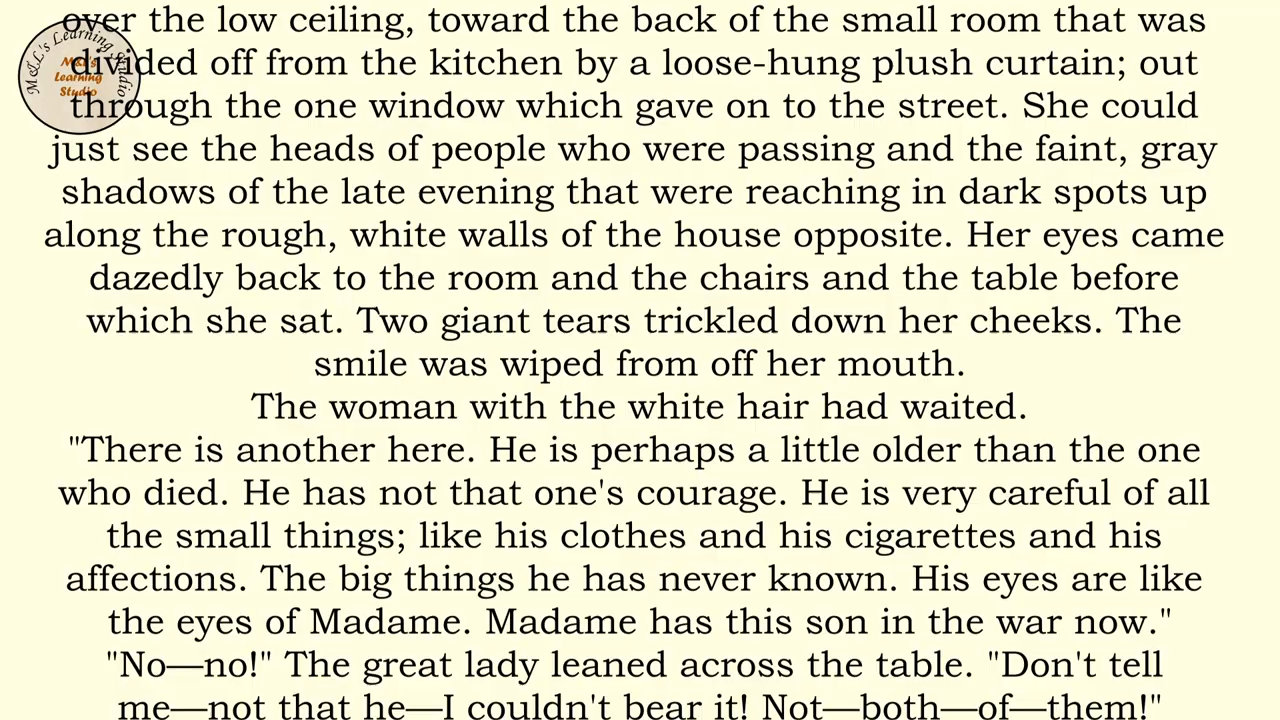 over the low ceiling, toward the back of the small room that was
divided off from the kitchen by a loose-hung plush curtain; out
through the one window which gave on to the street. She could
just see the heads of people who were passing and the faint, gray
shadows of the late evening that were reaching in dark spots up
along the rough, white walls of the house opposite. Her eyes came
dazedly back to the room and the chairs and the table before
which she sat. Two giant tears trickled down her cheeks. The
smile was wiped from off her mouth.
The woman with the white hair had waited.
"There is another here. He is perhaps a little older than the one
who died. He has not that one's courage. He is very careful of all
the small things; like his clothes and his cigarettes and his
affections. The big things he has never known. His eyes are like
the eyes of Madame. Madame has this son in the war now."
"No—no!" The great lady leaned across the table. "Don't tell
me—not that he—I couldn't bear it! Not—both—of—them!"
M&L's Learning Studio
M&L's
Learning
Studio